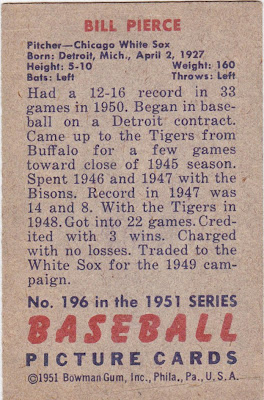 BILL PIERCE
Pitcher—Chicago White Sox
Born: Detroit, Mich., April 2, 1927
Height: 5-10 Weight: 160
Bats: Left Throws: Left
Had a 12-16 record in 33
games in 1950. Began in base-
ball on a Detroit contract.
Came up to the Tigers from
Buffalo for a few games
toward close of 1945 season.
Spent 1946 and 1947 with the
Bisons. Record in 1947 was
14 and 8. With the Tigers in
1948. Got into 22 games. Cred-
ited with 3 wins. Charged
with no losses. Traded to the
White Sox for the 1949 cam-
paign.
No. 196 in the 1951 SERIES
BASEBALL
PICTURE CARDS
©1951 Bowman Gum, Inc., Phila., Pa., U. S. A.